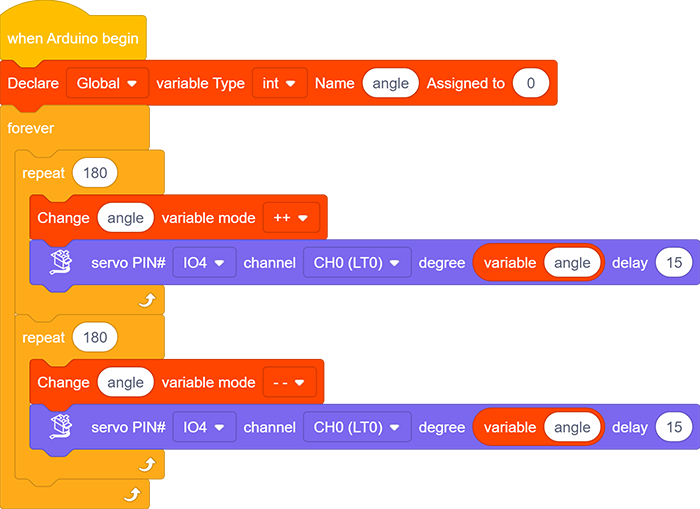 when Arduino begin
Declare Global variable Type int Name angle Assigned to 0
forever
repeat 180
Change angle variable mode ++
servo PIN# IO4 channel CH0 (LT0) degree variable angle delay 15
repeat 180
Change angle variable mode --
servo PIN# IO4 channel CH0 (LT0) degree variable angle delay 15